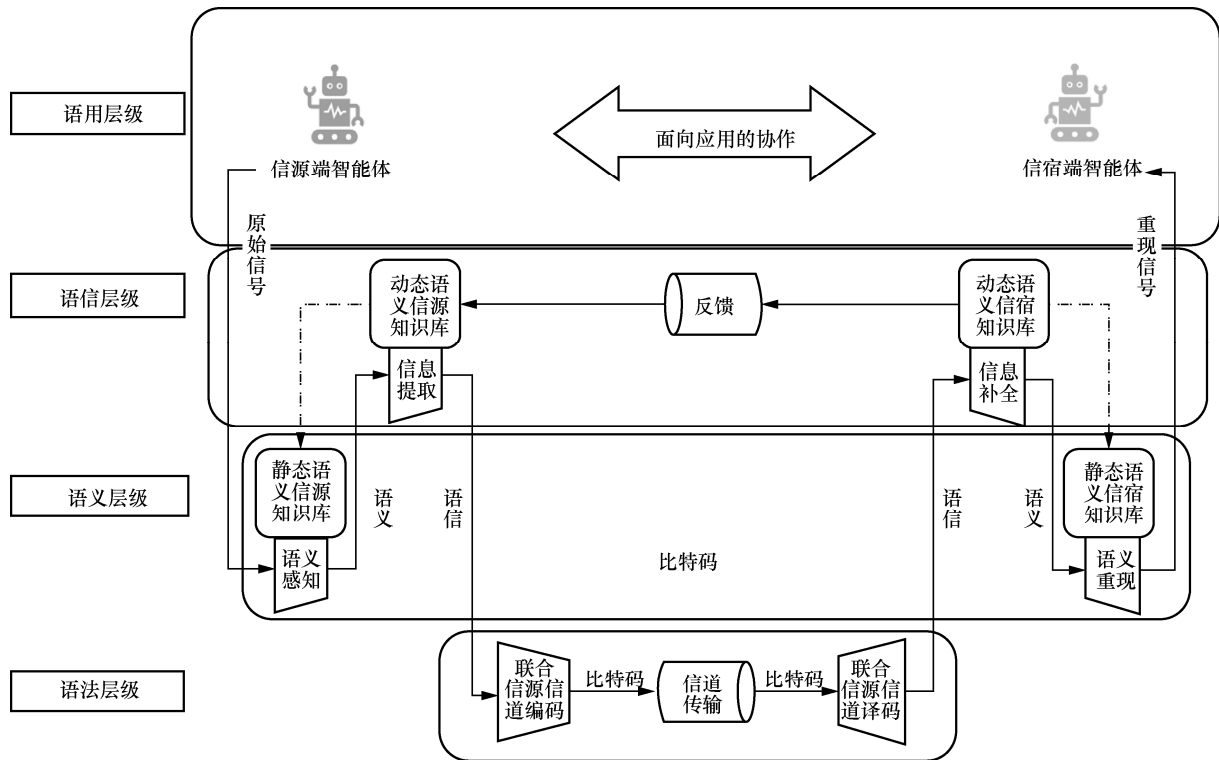 语用层级
信源端智能体
面向应用的协作
信宿端智能体
原始信号
重现信号
语信层级
动态语
义信源
知识库
反馈
动态语
义信宿
知识库
信息
提取
信息
补全
语义层级
静态语
义信源
知识库
语义
语信
语信
语义
静态语
义信宿
知识库
语义
感知
比特码
语义
重现
语法层级
联合
信源信
道编码
比特码
信道
传输
比特码
联合
信源信
道译码